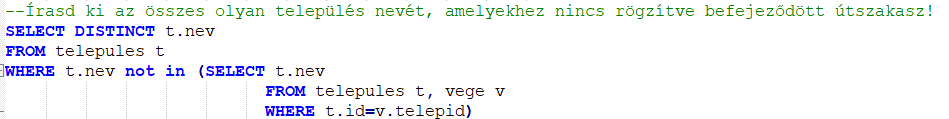 --Írasd ki az összes olyan település nevét, amelyekhez nincs rögzítve befejeződött útszakasz!
SELECT DISTINCT t.nev
FROM telepules t
WHERE t.nev not in (SELECT t.nev
FROM telepules t, vege v
WHERE t.id=v.telepid)